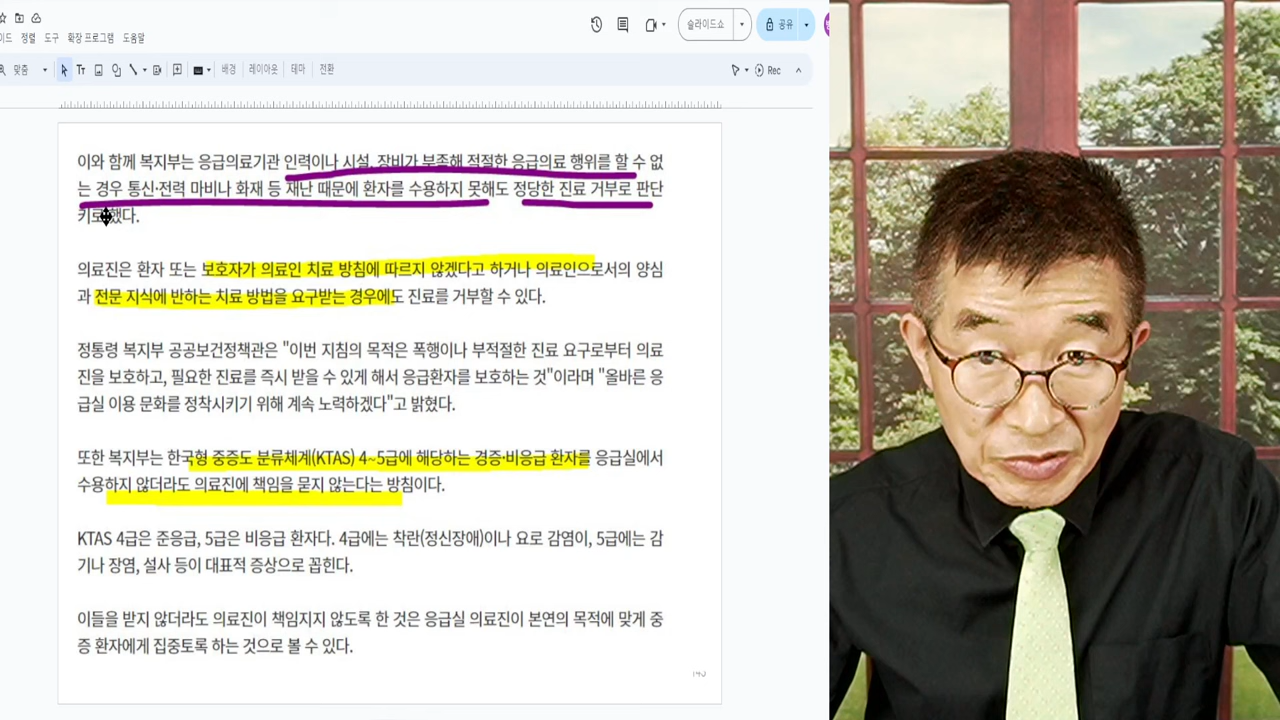 정렬 도구 확장 프로그램 도움말
슬라이드쇼
공유
맞춤
배경 레이아웃 테마 전환
Rec
이와 함께 복지부는 응급의료기관 인력이나 시설, 장비가 부족해 적절한 응급의료 행위를 할 수 없
는 경우 통신·전력 마비나 화재 등 재난 때문에 환자를 수용하지 못해도 정당한 진료 거부로 판단
키로 했다.
의료진은 환자 또는 보호자가 의료인 치료 방침에 따르지 않겠다고 하거나 의료인으로서의 양심
과 전문 지식에 반하는 치료 방법을 요구받는 경우에도 진료를 거부할 수 있다.
정통령 복지부 공공보건정책관은 "이번 지침의 목적은 폭행이나 부적절한 진료 요구로부터 의료
진을 보호하고, 필요한 진료를 즉시 받을 수 있게 해서 응급환자를 보호하는 것"이라며 "올바른 응
급실 이용 문화를 정착시키기 위해 계속 노력하겠다"고 밝혔다.
또한 복지부는 한국형 중증도 분류체계(KTAS) 4~5급에 해당하는 경증·비응급 환자를 응급실에서
수용하지 않더라도 의료진에 책임을 묻지 않는다는 방침이다.
KTAS 4급은 준응급, 5급은 비응급 환자다. 4급에는 착란(정신장애)이나 요로 감염이, 5급에는 감
기나 장염, 설사 등이 대표적 증상으로 꼽힌다.
이들을 받지 않더라도 의료진이 책임지지 않도록 한 것은 응급실 의료진이 본연의 목적에 맞게 중
증 환자에게 집중토록 하는 것으로 볼 수 있다.